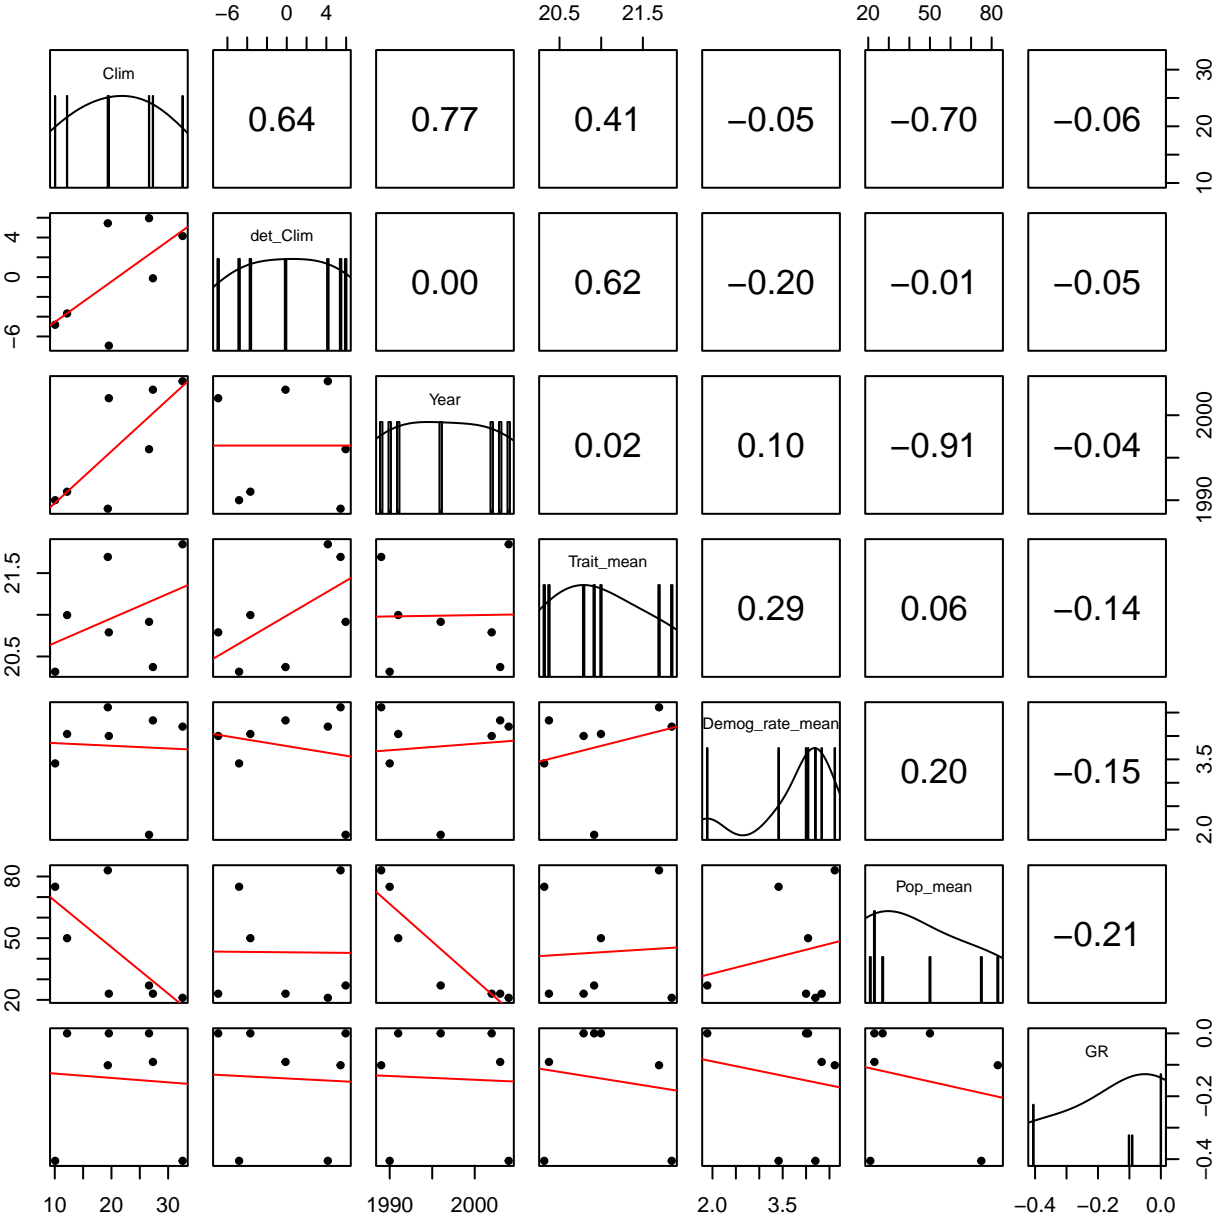 −6 0 4 20.5 21.5 20 50 80
Clim 0.64 0.77 0.41 −0.05 −0.70 −0.06 10 20 30
−6 0 4 det_Clim 0.00 0.62 −0.20 −0.01 −0.05
Year 0.02 0.10 −0.91 −0.04 1990 2000
20.5 21.5 Trait_mean 0.29 0.06 −0.14
Demog_rate_mean 0.20 −0.15 2.0 3.5
20 50 80 Pop_mean −0.21
GR −0.4 −0.2 0.0
10 20 30 1990 2000 2.0 3.5 −0.4 −0.2 0.0